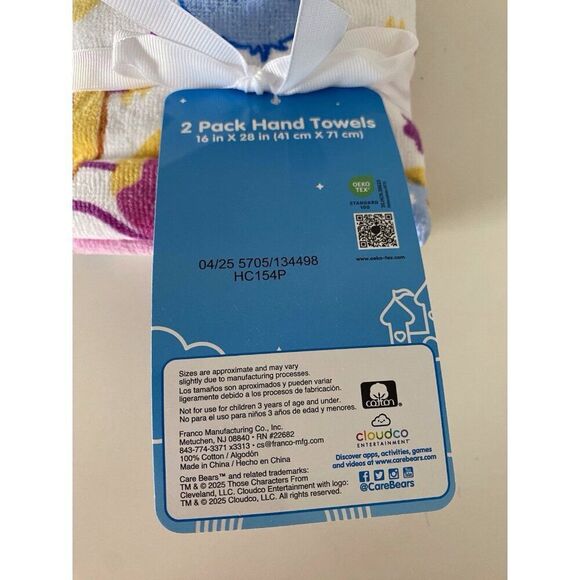 2 Pack Hand Towels
16 in X 28 in (41 cm X 71 cm)
OEKO
TEX®
STANDARD
100
www.oeko-tex.com
04/25 5705/134498
HC154P
Sizes are approximate and may vary
slightly due to manufacturing processes.
Los tamaños son aproximados y pueden variar
ligeramente debido a los procesos de fabricación.
Not for use for children 3 years of age and under.
No para el uso para niños 3 años de edad y menores.
Franco Manufacturing Co., Inc.
Metuchen, NJ 08840 - RN #22682
843-774-3371 x3313 • cs@franco-mfg.com
100% Cotton / Algodón
Made in China / Hecho en China
Care Bears™ and related trademarks:
TM & © 2025 Those Characters From
Cleveland, LLC. Cloudco Entertainment with logo:
TM & © 2025 Cloudco, LLC. All rights reserved.
cotton
cloudco
ENTERTAINMENT
Discover apps, activities, games
and videos at www.carebears.com
@CareBears